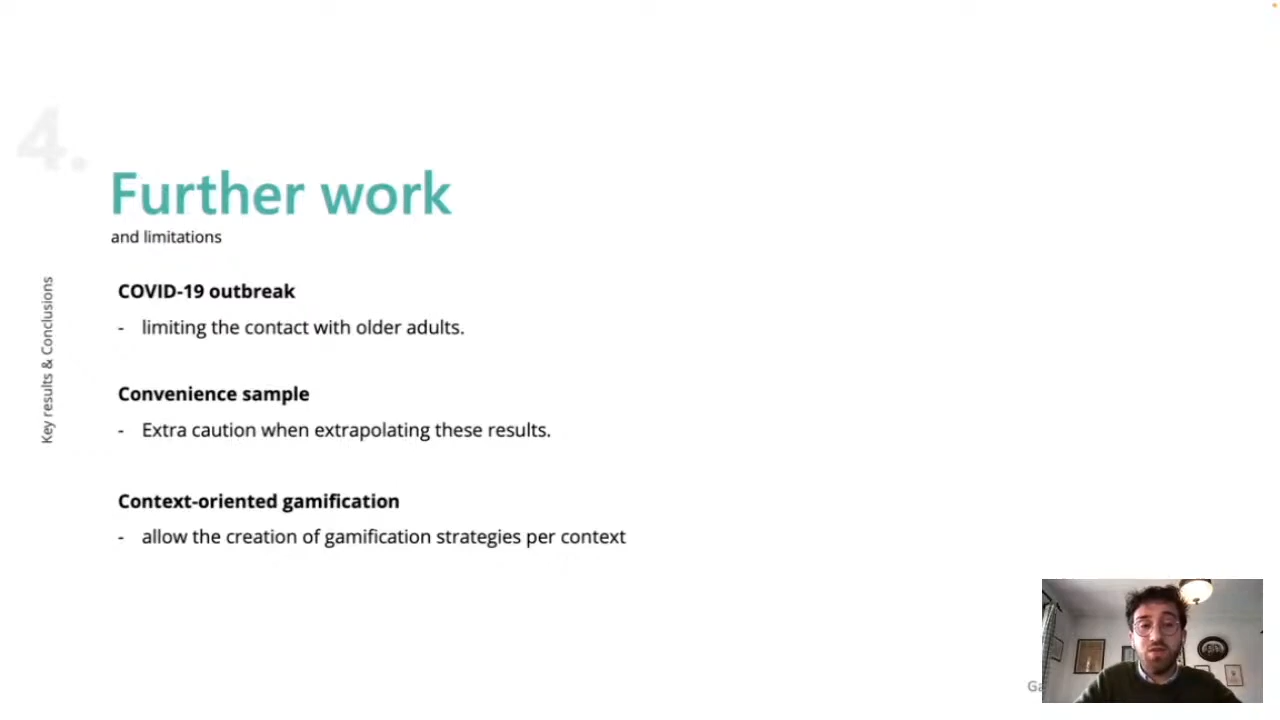 4.
Further work
and limitations
Key results & Conclusions
COVID-19 outbreak
- limiting the contact with older adults.
Convenience sample
- Extra caution when extrapolating these results.
Context-oriented gamification
- allow the creation of gamification strategies per context